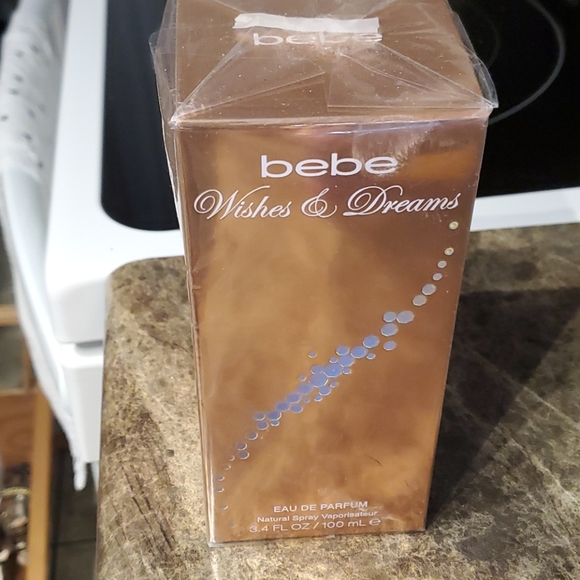 bebe
bebe
Wishes & Dreams
EAU DE PARFUM
Natural Spray Vaporisateur
3.4 FL OZ / 100 mL ℮